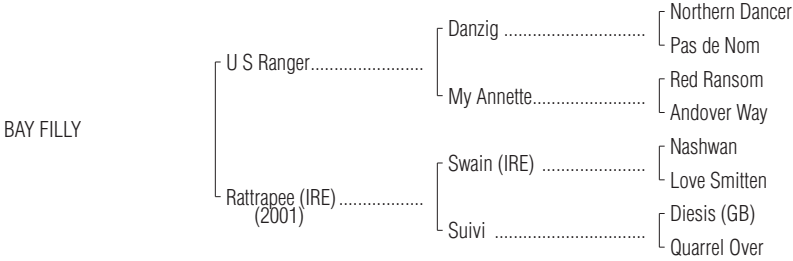 Northern Dancer
Danzig ..............................
Pas de Nom
U S Ranger........................
Red Ransom
My Annette........................
Andover Way
BAY FILLY
Nashwan
Swain (IRE) ......................
Love Smitten
Rattrapee (IRE) ..................
(2001)
Diesis (GB)
Suivi ................................
Quarrel Over